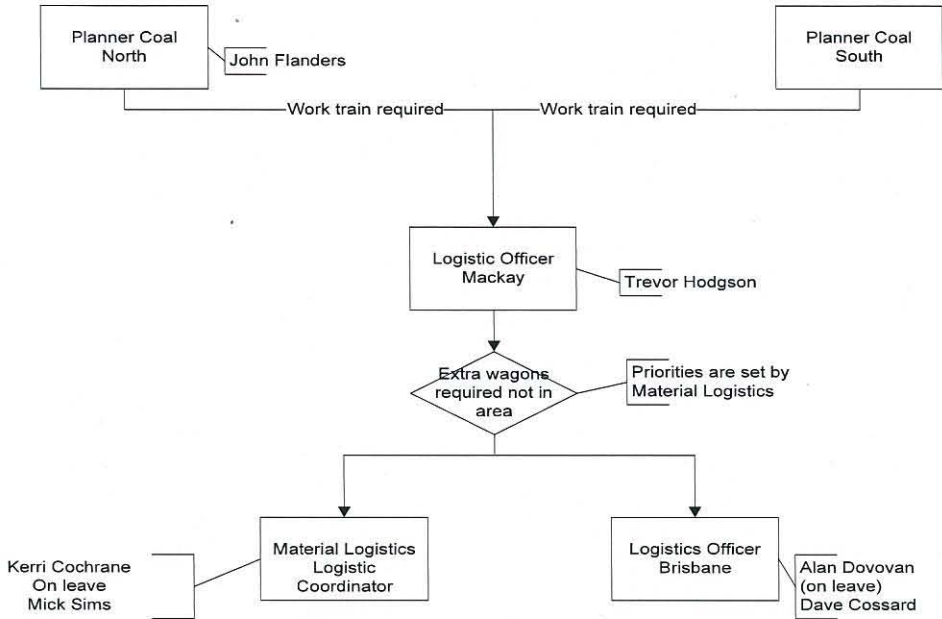 Planner Coal
North
John Flanders
Planner Coal
South
Work train required
Work train required
Logistic Officer
Mackay
Trevor Hodgson
Extra wagons
required not in
area
Priorities are set by
Material Logistics
Material Logistics
Logistic
Coordinator
Kerri Cochrane
On leave
Mick Sims
Logistics Officer
Brisbane
Alan Dovovan
(on leave)
Dave Cossard